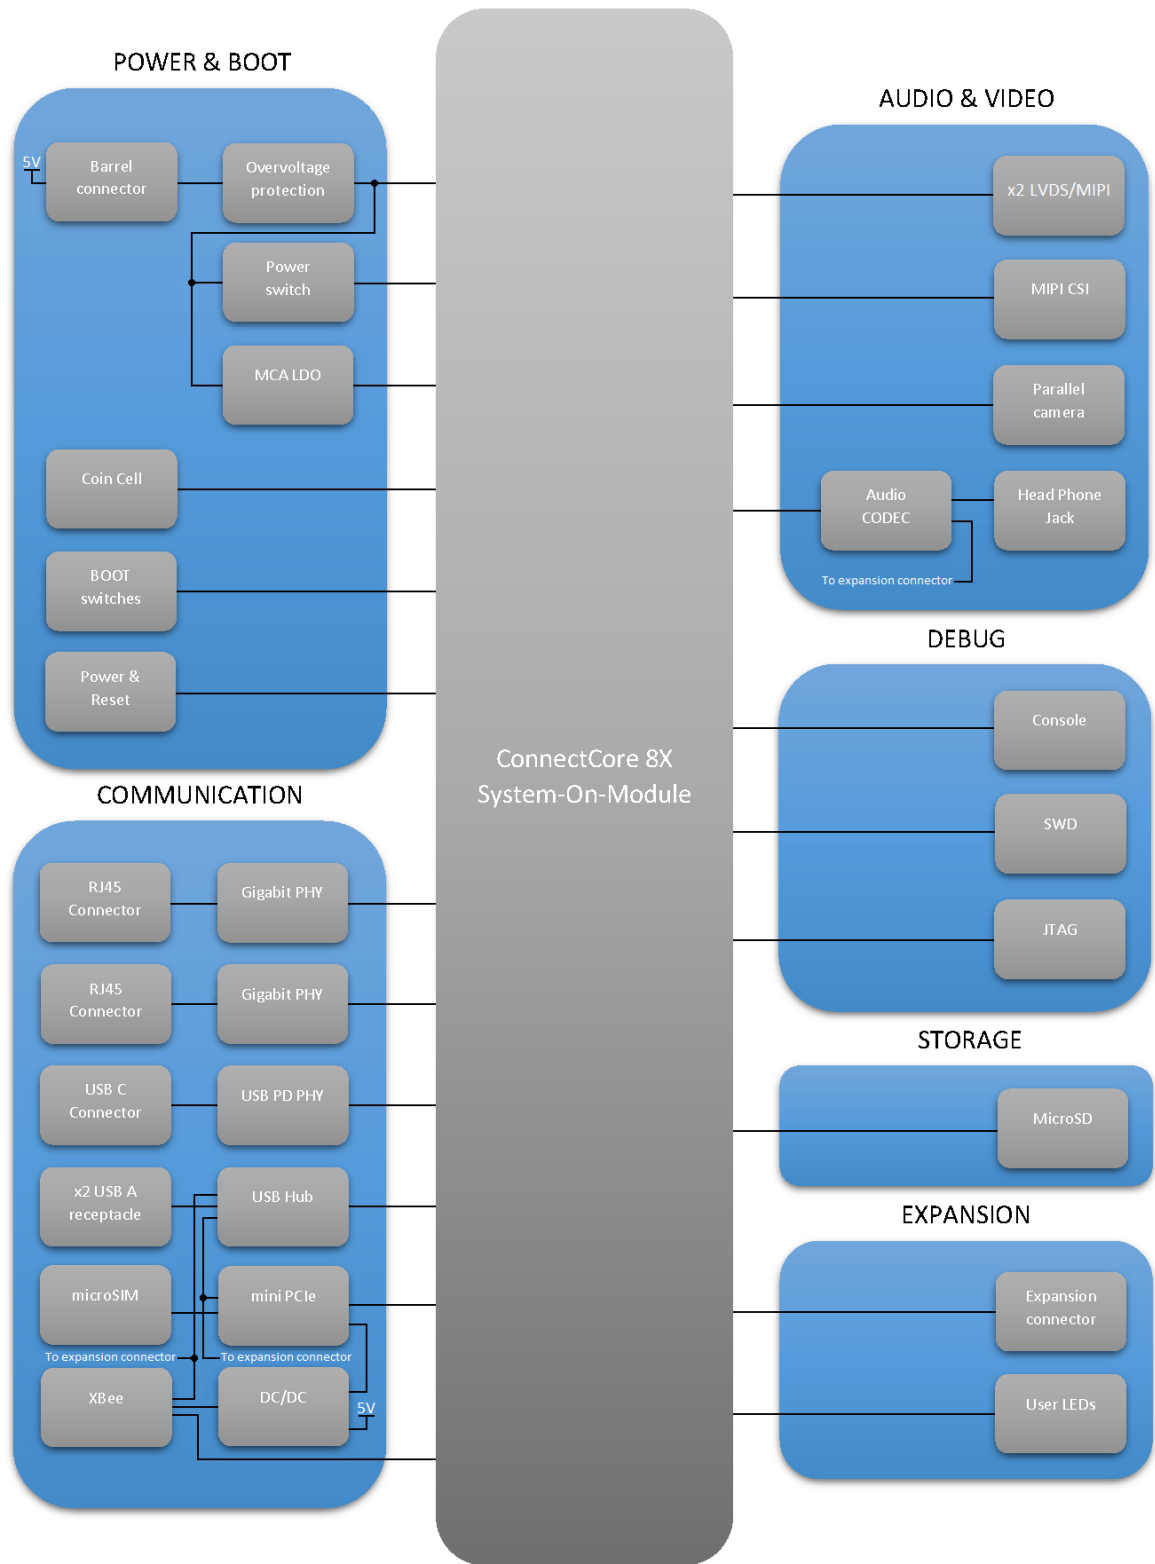 POWER & BOOT
5V
Barrel
connector
Overvoltage
protection
Power
switch
MCA LDO
Coin Cell
BOOT
switches
Power &
Reset
COMMUNICATION
RJ45
Connector
Gigabit PHY
RJ45
Connector
Gigabit PHY
USB C
Connector
USB PD PHY
x2 USB A
receptacle
USB Hub
microSIM
mini PCIe
To expansion connector
To expansion connector
XBee
DC/DC
5V
ConnectCore 8X
System-On-Module
AUDIO & VIDEO
x2 LVDS/MIPI
MIPI CSI
Parallel
camera
Audio
CODEC
Head Phone
Jack
To expansion connector
DEBUG
Console
SWD
JTAG
STORAGE
MicroSD
EXPANSION
Expansion
connector
User LEDs